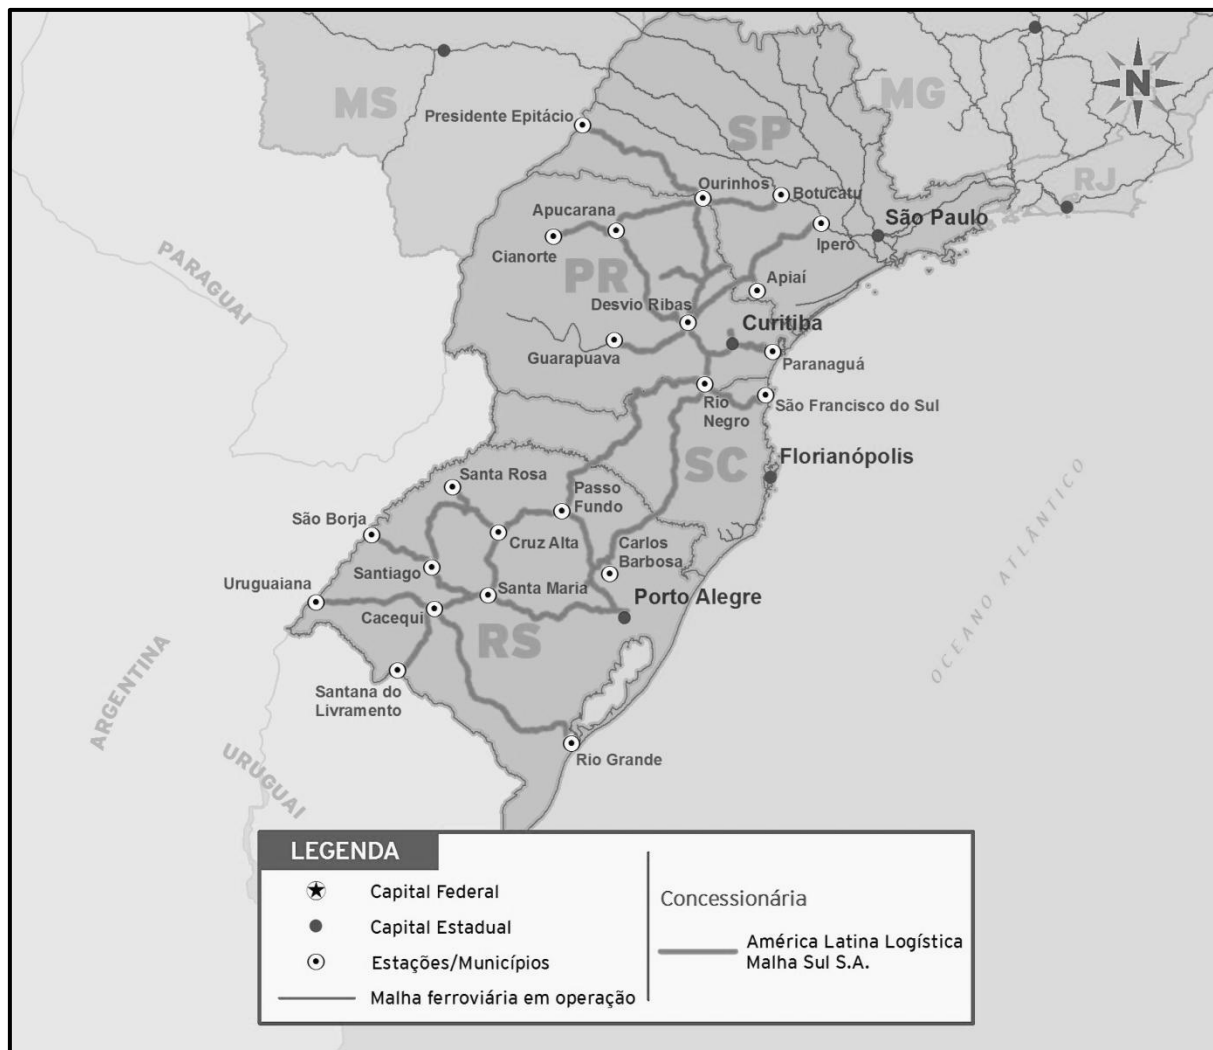 MS
MG
N
Presidente Epitácio
SP
RJ
Ourinhos
Botucatu
Apucarana
São Paulo
Cianorte
Iperó
PARAGUAI
PR
Apiaí
Desvio Ribas
Curitiba
Guarapuava
Paranaguá
Rio
Negro
São Francisco do Sul
SC
Florianópolis
Santa Rosa
Passo
Fundo
São Borja
Cruz Alta
Carlos
Barbosa
Santiago
Uruguaiana
Santa Maria
Porto Alegre
Cacequi
RS
OCEANO ATLÂNTICO
ARGENTINA
Santana do
Livramento
Rio Grande
URUGUAI
LEGENDA
Capital Federal
Capital Estadual
Estações/Municípios
Malha ferroviária em operação
Concessionária
América Latina Logística
Malha Sul S.A.